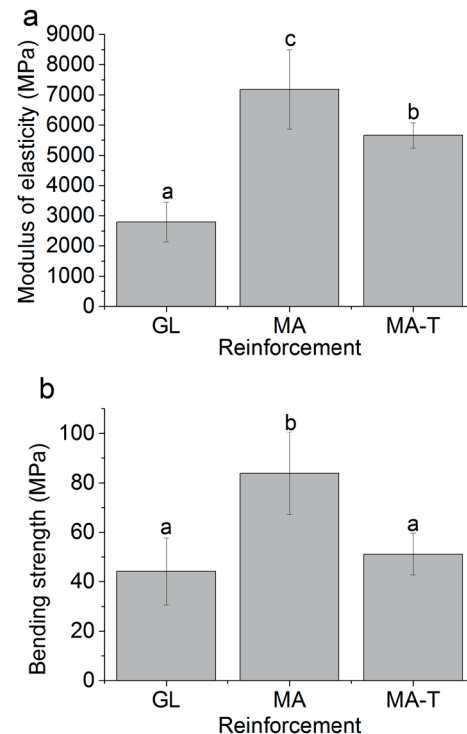 a
Modulus of elasticity (MPa)
9000
8000
7000
6000
5000
4000
3000
2000
1000
0
a
c
b
GL MA MA-T
Reinforcement
b
Bending strength (MPa)
100
80
60
40
20
0
a
b
a
GL MA MA-T
Reinforcement